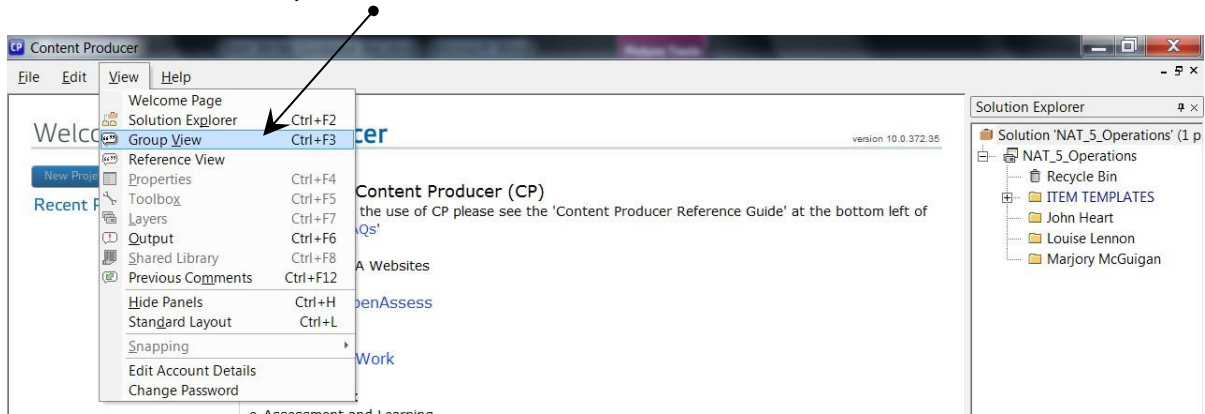 CP Content Producer
File Edit View Help
Welcome Page
Solution Explorer Ctrl+F2
Group View Ctrl+F3
Reference View
Properties Ctrl+F4
Toolbox Ctrl+F5
Layers Ctrl+F7
Output Ctrl+F6
Shared Library Ctrl+F8
Previous Comments Ctrl+F12
Hide Panels Ctrl+H
Standard Layout Ctrl+L
Snapping
Edit Account Details
Change Password
version 10.0.372.35
New Proje
Recent
Content Producer (CP)
the use of CP please see the 'Content Producer Reference Guide' at the bottom left of
A Websites
Work
e-Assessment and Learning
Solution Explorer
Solution 'NAT_5_Operations' (1 p
NAT_5_Operations
Recycle Bin
ITEM TEMPLATES
John Heart
Louise Lennon
Marjory McGuigan